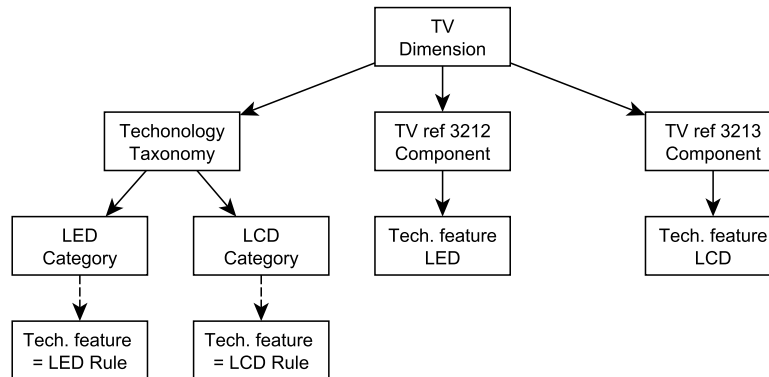 TV
Dimension
Techonology
Taxonomy
TV ref 3212
Component
TV ref 3213
Component
LED
Category
LCD
Category
Tech. feature
LED
Tech. feature
LCD
Tech. feature
= LED Rule
Tech. feature
= LCD Rule